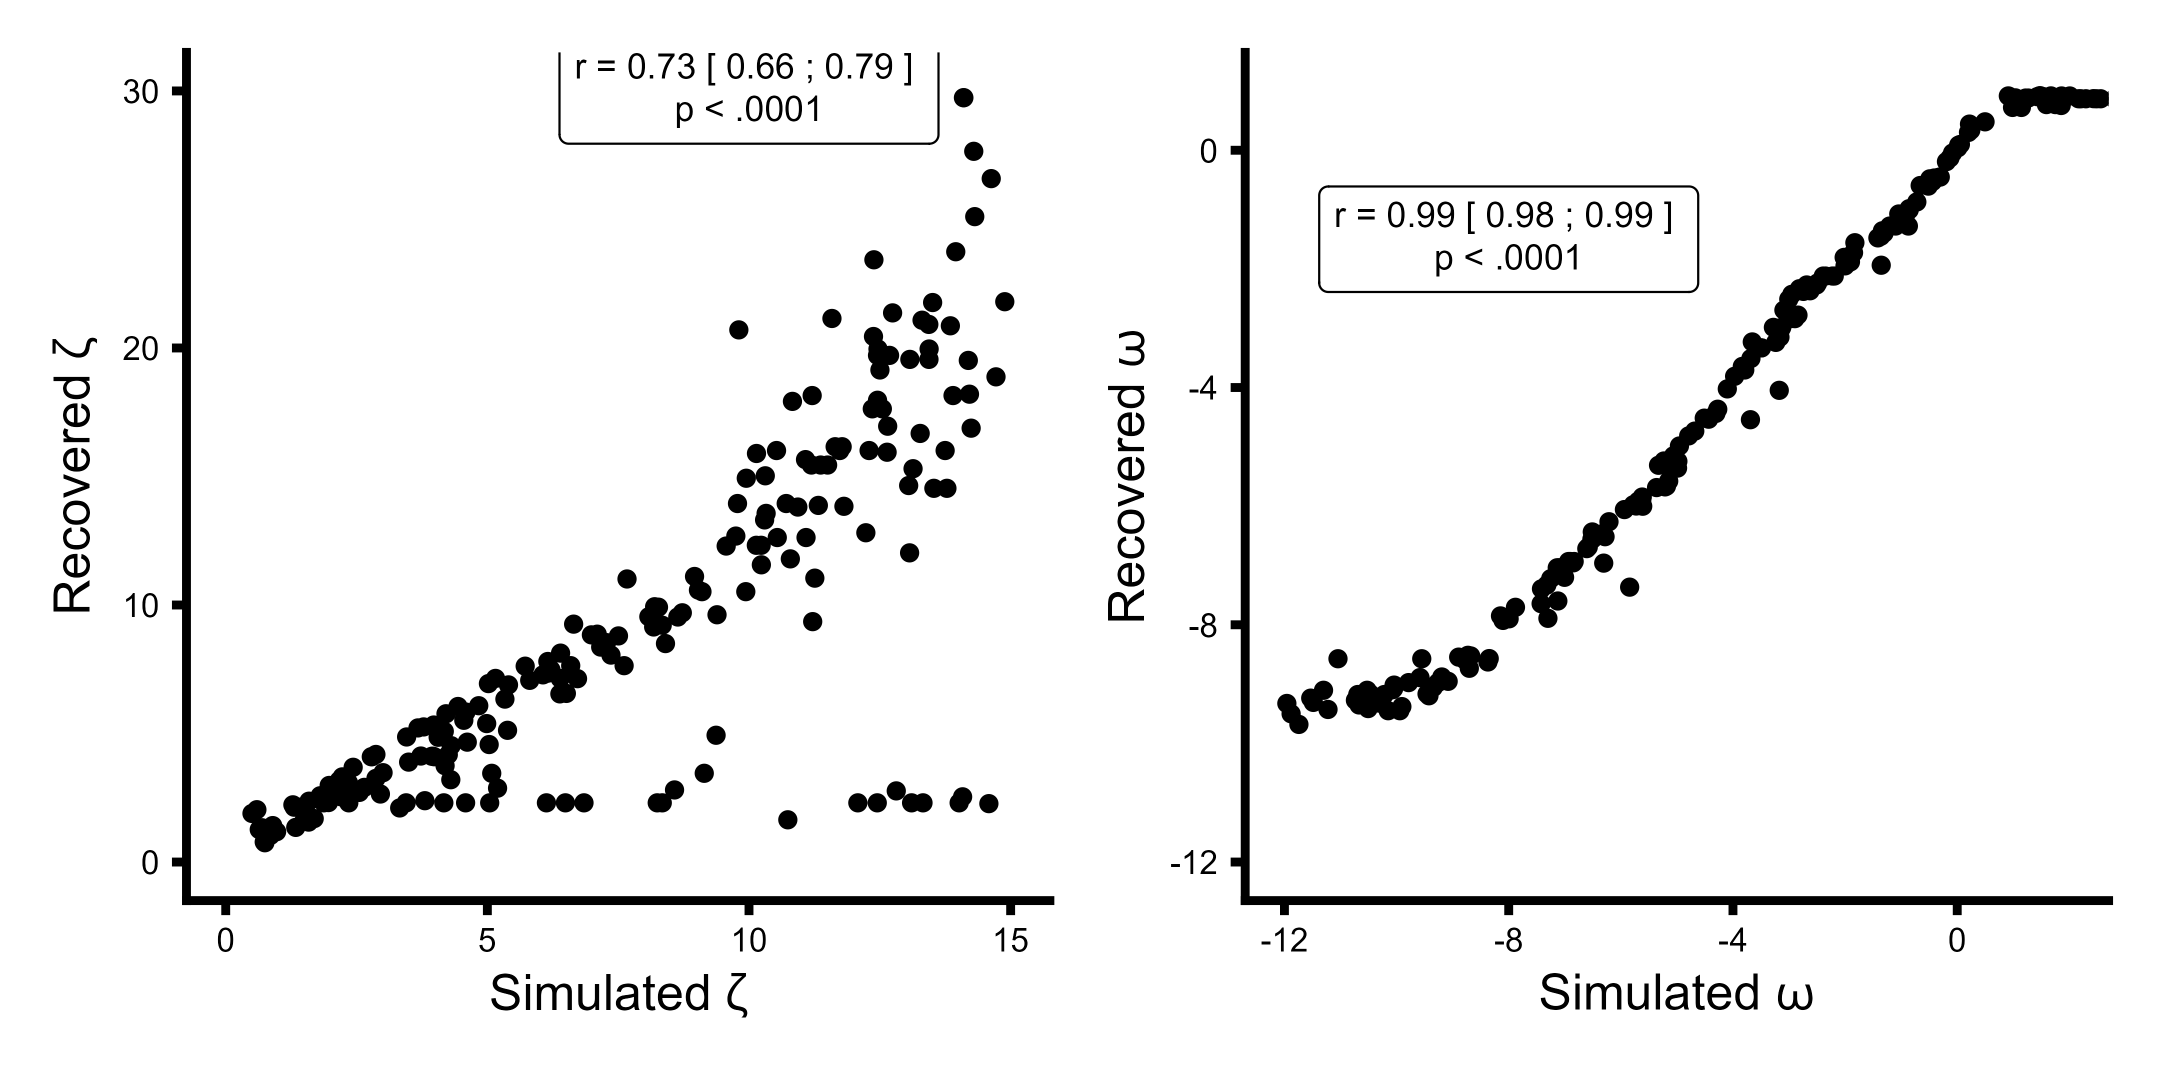 r = 0.73 [ 0.66 ; 0.79 ]
p < .0001
30
20
10
0
Recovered ζ
0 5 10 15
Simulated ζ
r = 0.99 [ 0.98 ; 0.99 ]
p < .0001
0
-4
-8
-12
Recovered ω
-12 -8 -4 0
Simulated ω